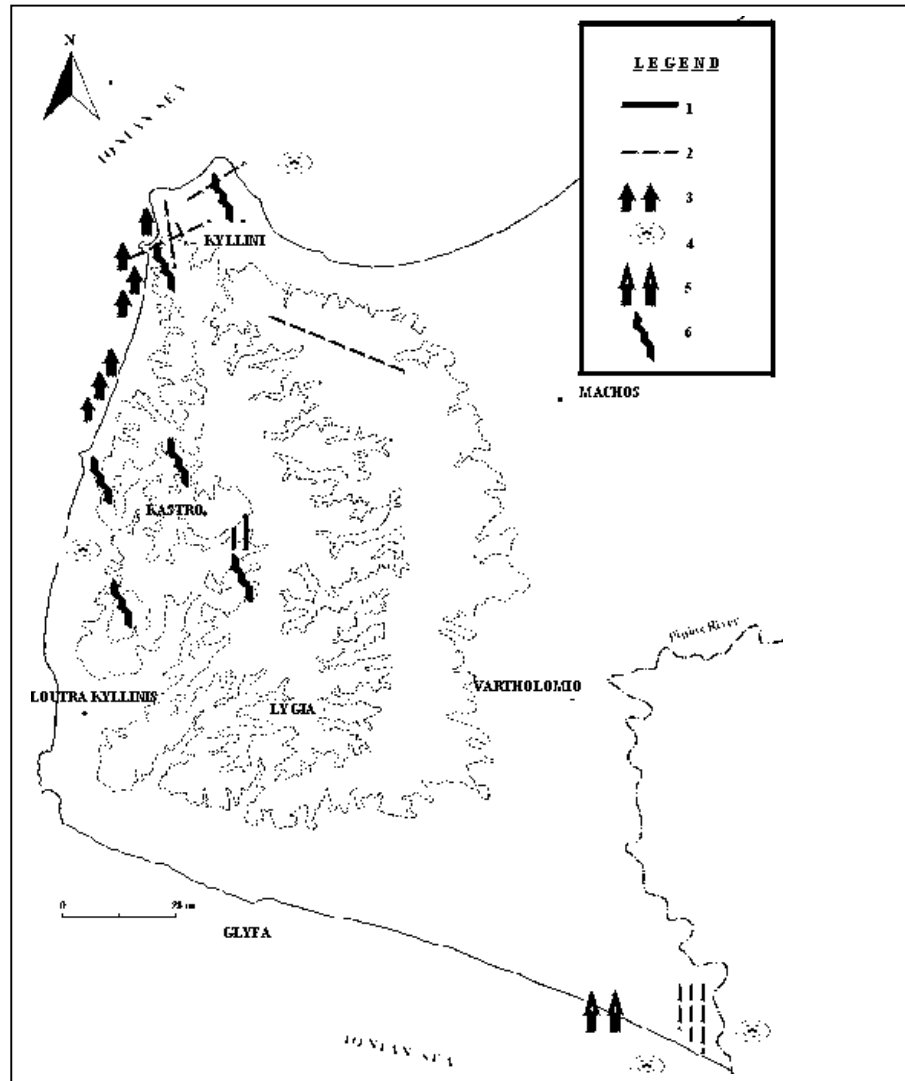 N
IONIAN SEA
LEGEND
1
2
3
4
5
6
KYLLINI
MACHOS
KASTRO
Pinios River
LOUTRA KYLLINIS
LYGIA
VARTHOLOMIO
0
GLYFA
IONIAN SEA